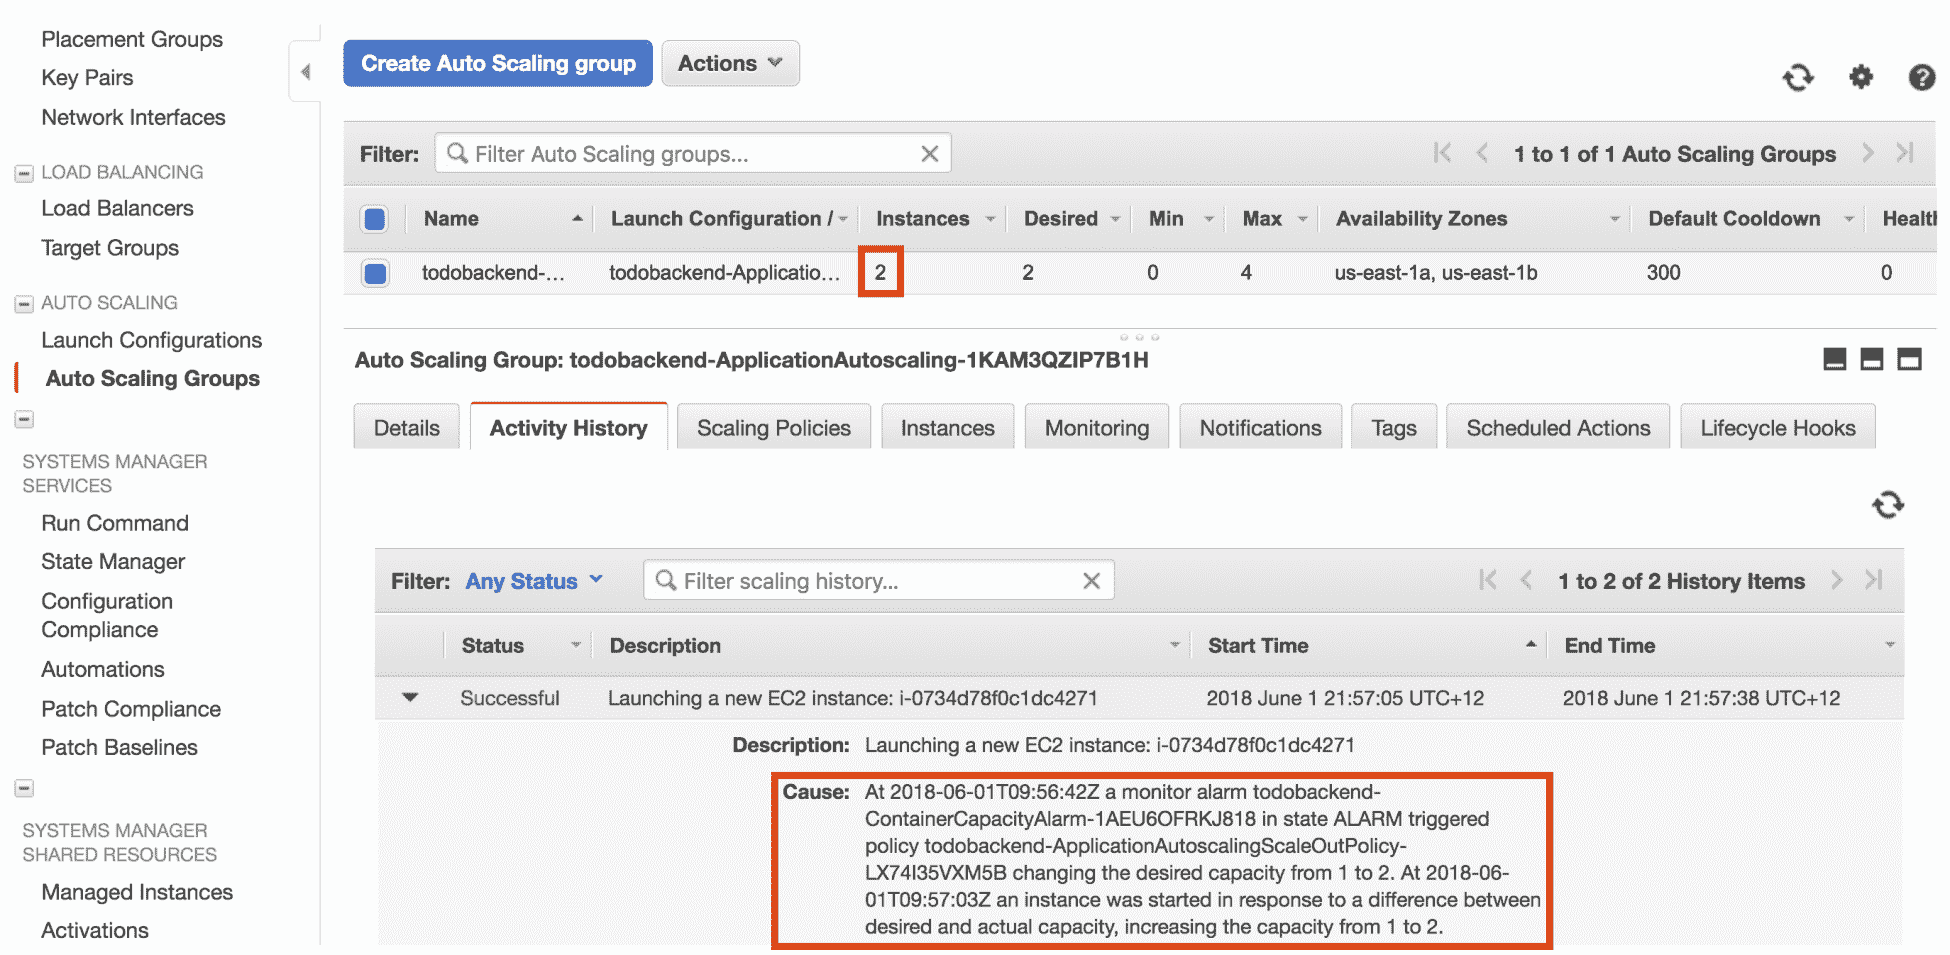 Placement Groups
Key Pairs
Network Interfaces
LOAD BALANCING
Load Balancers
Target Groups
AUTO SCALING
Launch Configurations
Auto Scaling Groups
SYSTEMS MANAGER
SERVICES
Run Command
State Manager
Configuration
Compliance
Automations
Patch Compliance
Patch Baselines
SYSTEMS MANAGER
SHARED RESOURCES
Managed Instances
Activations
Create Auto Scaling group Actions
Filter: Filter Auto Scaling groups... 1 to 1 of 1 Auto Scaling Groups
Name Launch Configuration / Instances Desired Min Max Availability Zones Default Cooldown Health
todobackend-... todobackend-Applicatio... 2 2 0 4 us-east-1a, us-east-1b 300 0
Auto Scaling Group: todobackend-ApplicationAutoscaling-1KAM3QZIP7B1H
Details Activity History Scaling Policies Instances Monitoring Notifications Tags Scheduled Actions Lifecycle Hooks
Filter: Any Status Filter scaling history... 1 to 2 of 2 History Items
Status Description Start Time End Time
Successful Launching a new EC2 instance: i-0734d78f0c1dc4271 2018 June 1 21:57:05 UTC+12 2018 June 1 21:57:38 UTC+12
Description: Launching a new EC2 instance: i-0734d78f0c1dc4271
Cause: At 2018-06-01T09:56:42Z a monitor alarm todobackend-
ContainerCapacityAlarm-1AEU6OFRKJ818 in state ALARM triggered
policy todobackend-ApplicationAutoscalingScaleOutPolicy-
LX74I35VXM5B changing the desired capacity from 1 to 2. At 2018-06-
01T09:57:03Z an instance was started in response to a difference between
desired and actual capacity, increasing the capacity from 1 to 2.